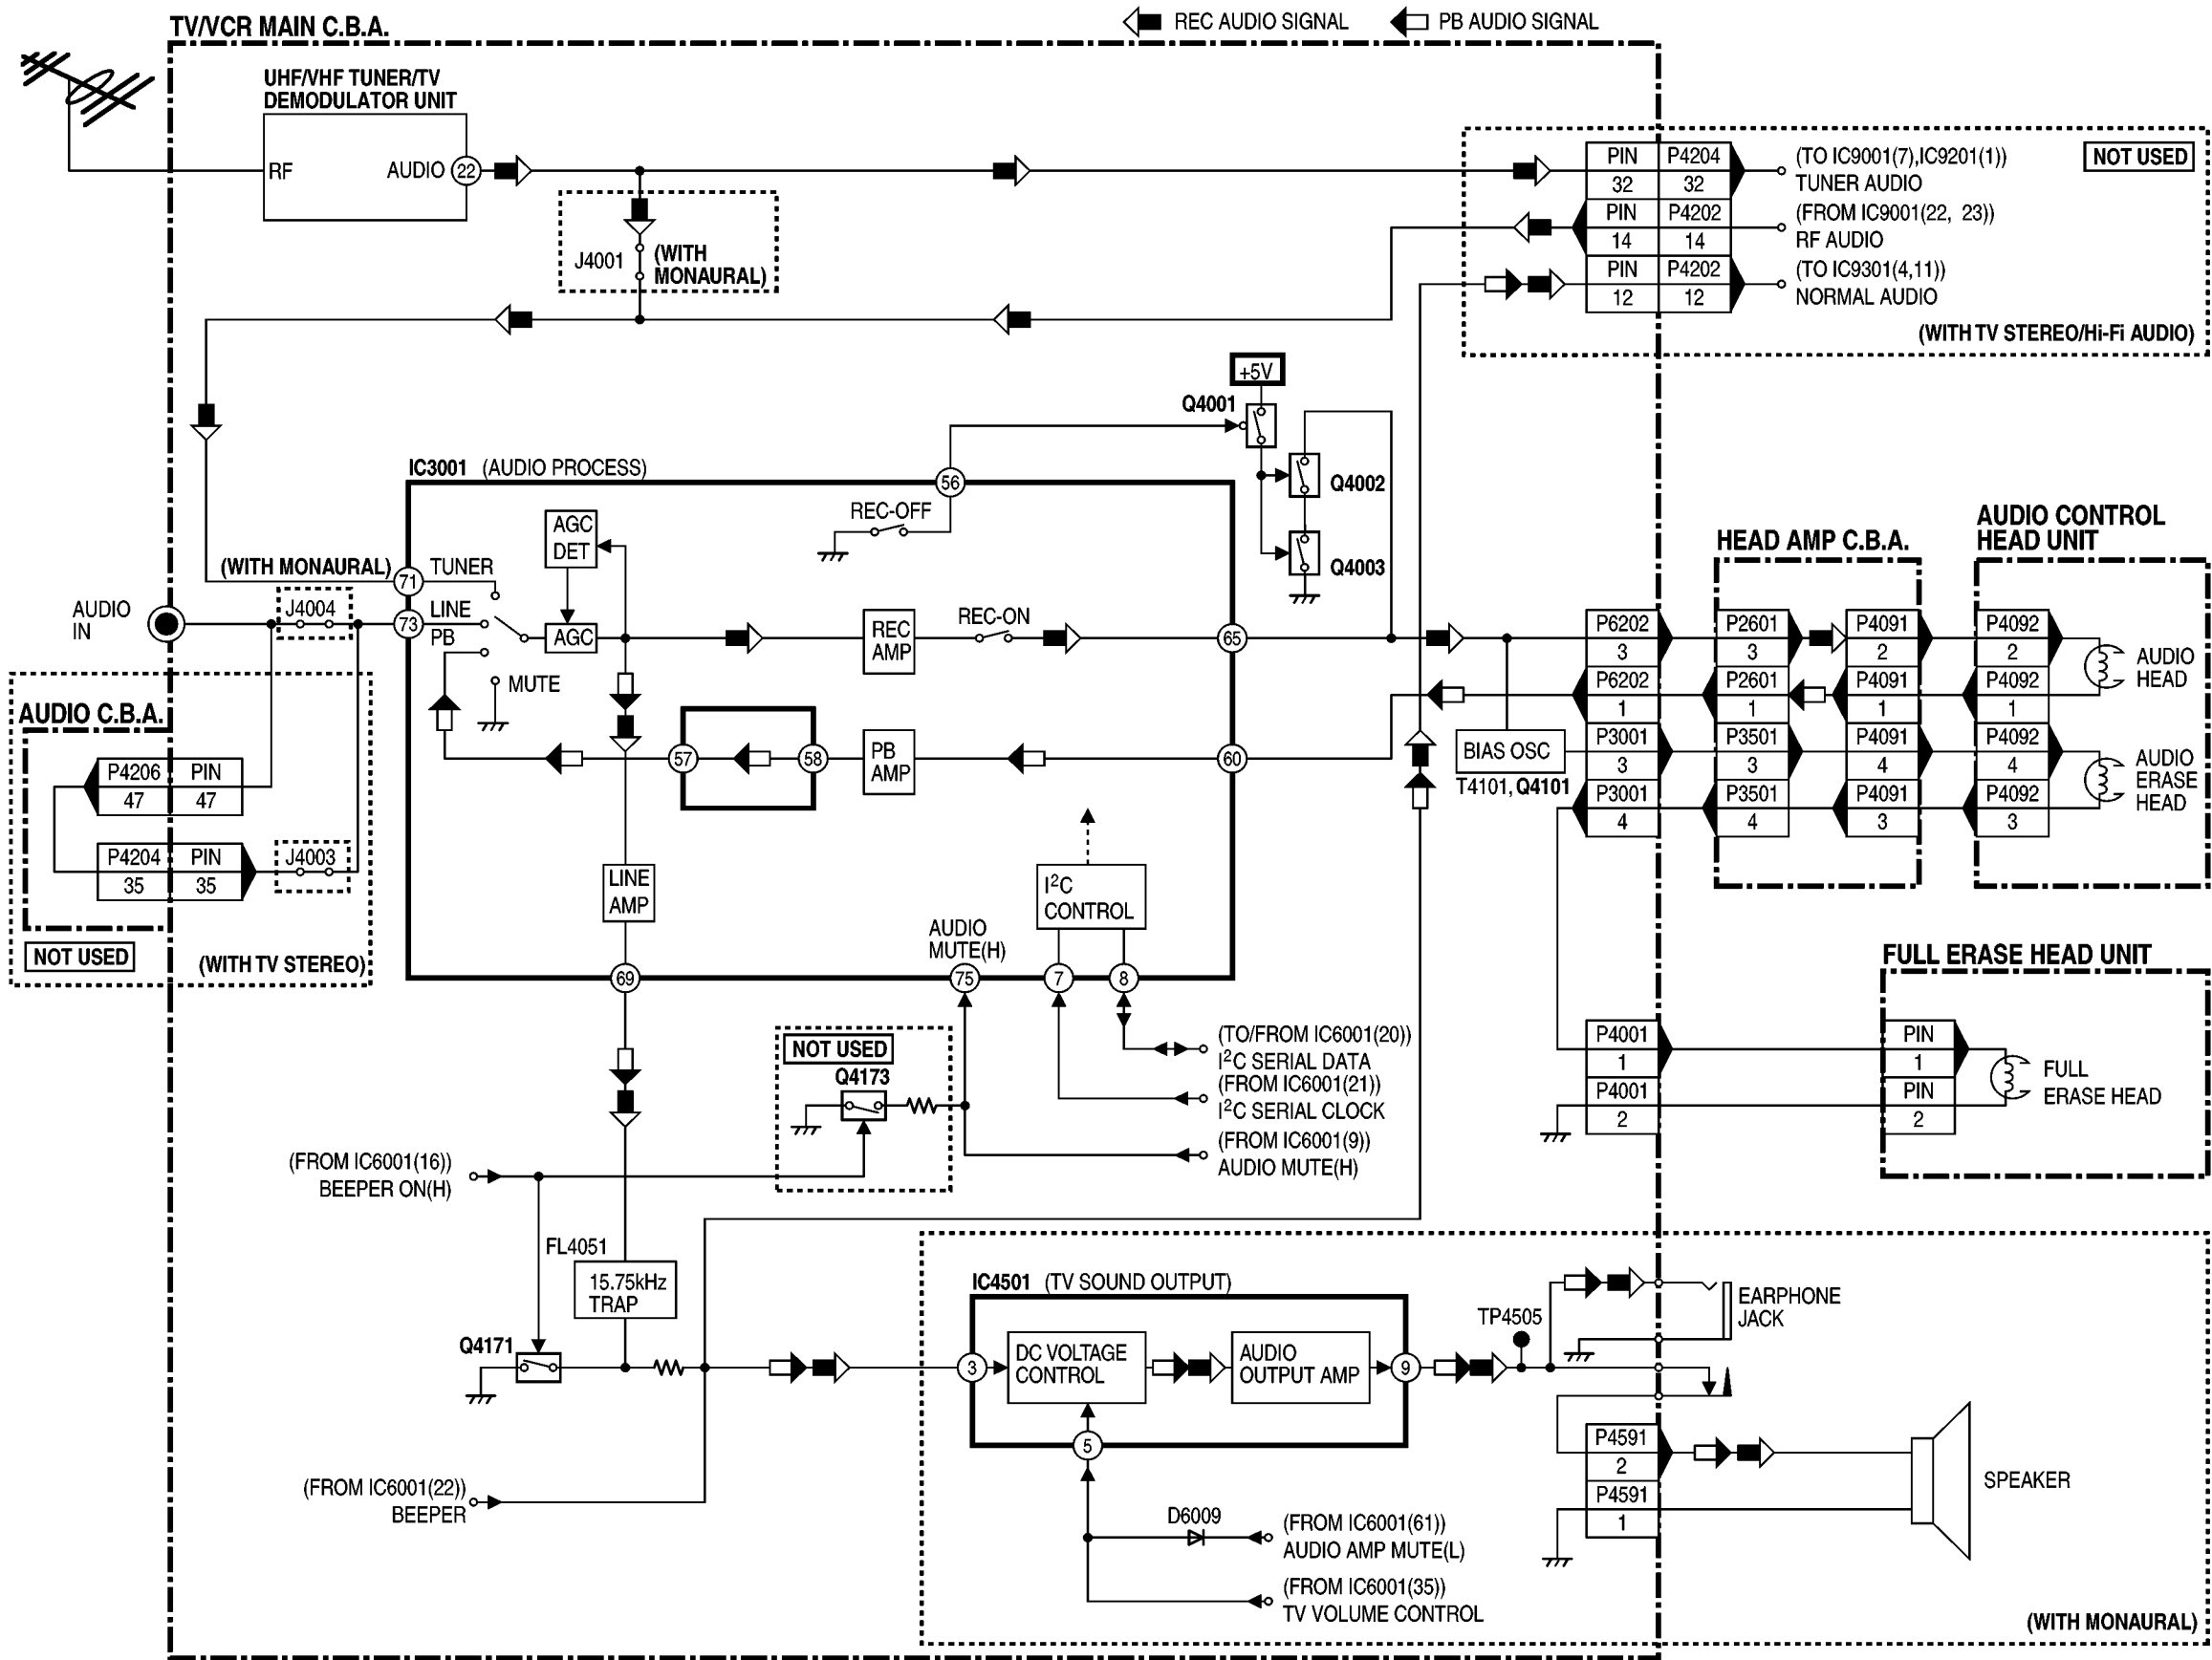 TV/VCR MAIN C.B.A.
REC AUDIO SIGNAL
PB AUDIO SIGNAL
UHF/VHF TUNER/TV
DEMODULATOR UNIT
RF
AUDIO
22
J4001
(WITH
MONAURAL)
PIN
P4204
32
32
(TO IC9001(7),IC9201(1))
TUNER AUDIO
NOT USED
PIN
P4202
14
14
(FROM IC9001(22, 23))
RF AUDIO
PIN
P4202
12
12
(TO IC9301(4,11))
NORMAL AUDIO
(WITH TV STEREO/Hi-Fi AUDIO)
+5V
Q4001
Q4002
Q4003
IC3001 (AUDIO PROCESS)
56
REC-OFF
AGC
DET
(WITH MONAURAL)
71
TUNER
AUDIO
IN
J4004
73
LINE
PB
AGC
MUTE
REC
AMP
REC-ON
65
57
58
PB
AMP
60
LINE
AMP
I²C
CONTROL
AUDIO
MUTE(H)
69
75
7
8
AUDIO C.B.A.
P4206
PIN
47
47
P4204
PIN
35
35
J4003
NOT USED
(WITH TV STEREO)
BIAS OSC
T4101, Q4101
HEAD AMP C.B.A.
AUDIO CONTROL
HEAD UNIT
P6202
3
P2601
3
P4091
2
P4092
2
AUDIO
HEAD
P6202
1
P2601
1
P4091
1
P4092
1
P3001
3
P3501
3
P4091
4
P4092
4
AUDIO
ERASE
HEAD
P3001
4
P3501
4
P4091
3
P4092
3
FULL ERASE HEAD UNIT
P4001
1
PIN
1
P4001
2
PIN
2
FULL
ERASE HEAD
NOT USED
Q4173
(TO/FROM IC6001(20))
I²C SERIAL DATA
(FROM IC6001(21))
I²C SERIAL CLOCK
(FROM IC6001(9))
AUDIO MUTE(H)
(FROM IC6001(16))
BEEPER ON(H)
FL4051
15.75kHz
TRAP
Q4171
(FROM IC6001(22))
BEEPER
IC4501 (TV SOUND OUTPUT)
3
DC VOLTAGE
CONTROL
AUDIO
OUTPUT AMP
9
5
TP4505
EARPHONE
JACK
P4591
2
P4591
1
SPEAKER
D6009
(FROM IC6001(61))
AUDIO AMP MUTE(L)
(FROM IC6001(35))
TV VOLUME CONTROL
(WITH MONAURAL)